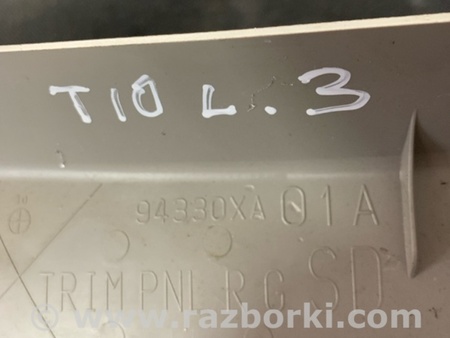 T10 L.3
94330XA 01A
TRIM PNL R C SD
© www.razborki.com